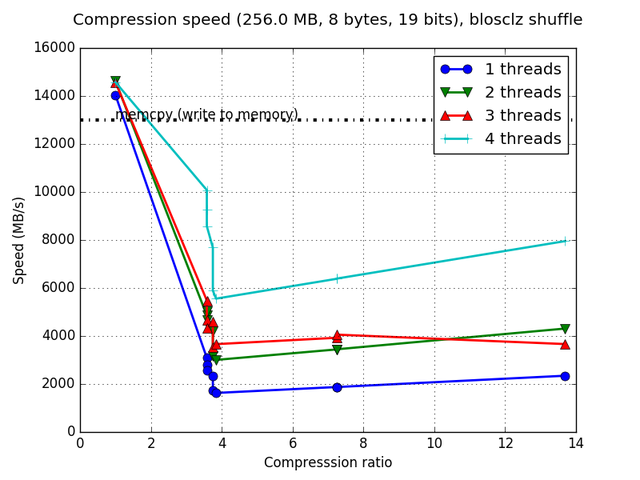 Compression speed (256.0 MB, 8 bytes, 19 bits), blosclz shuffle
16000
14000
12000
10000
8000
6000
4000
2000
0
Speed (MB/s)
memcpy (write to memory)
1 threads
2 threads
3 threads
4 threads
0 2 4 6 8 10 12 14
Compresssion ratio